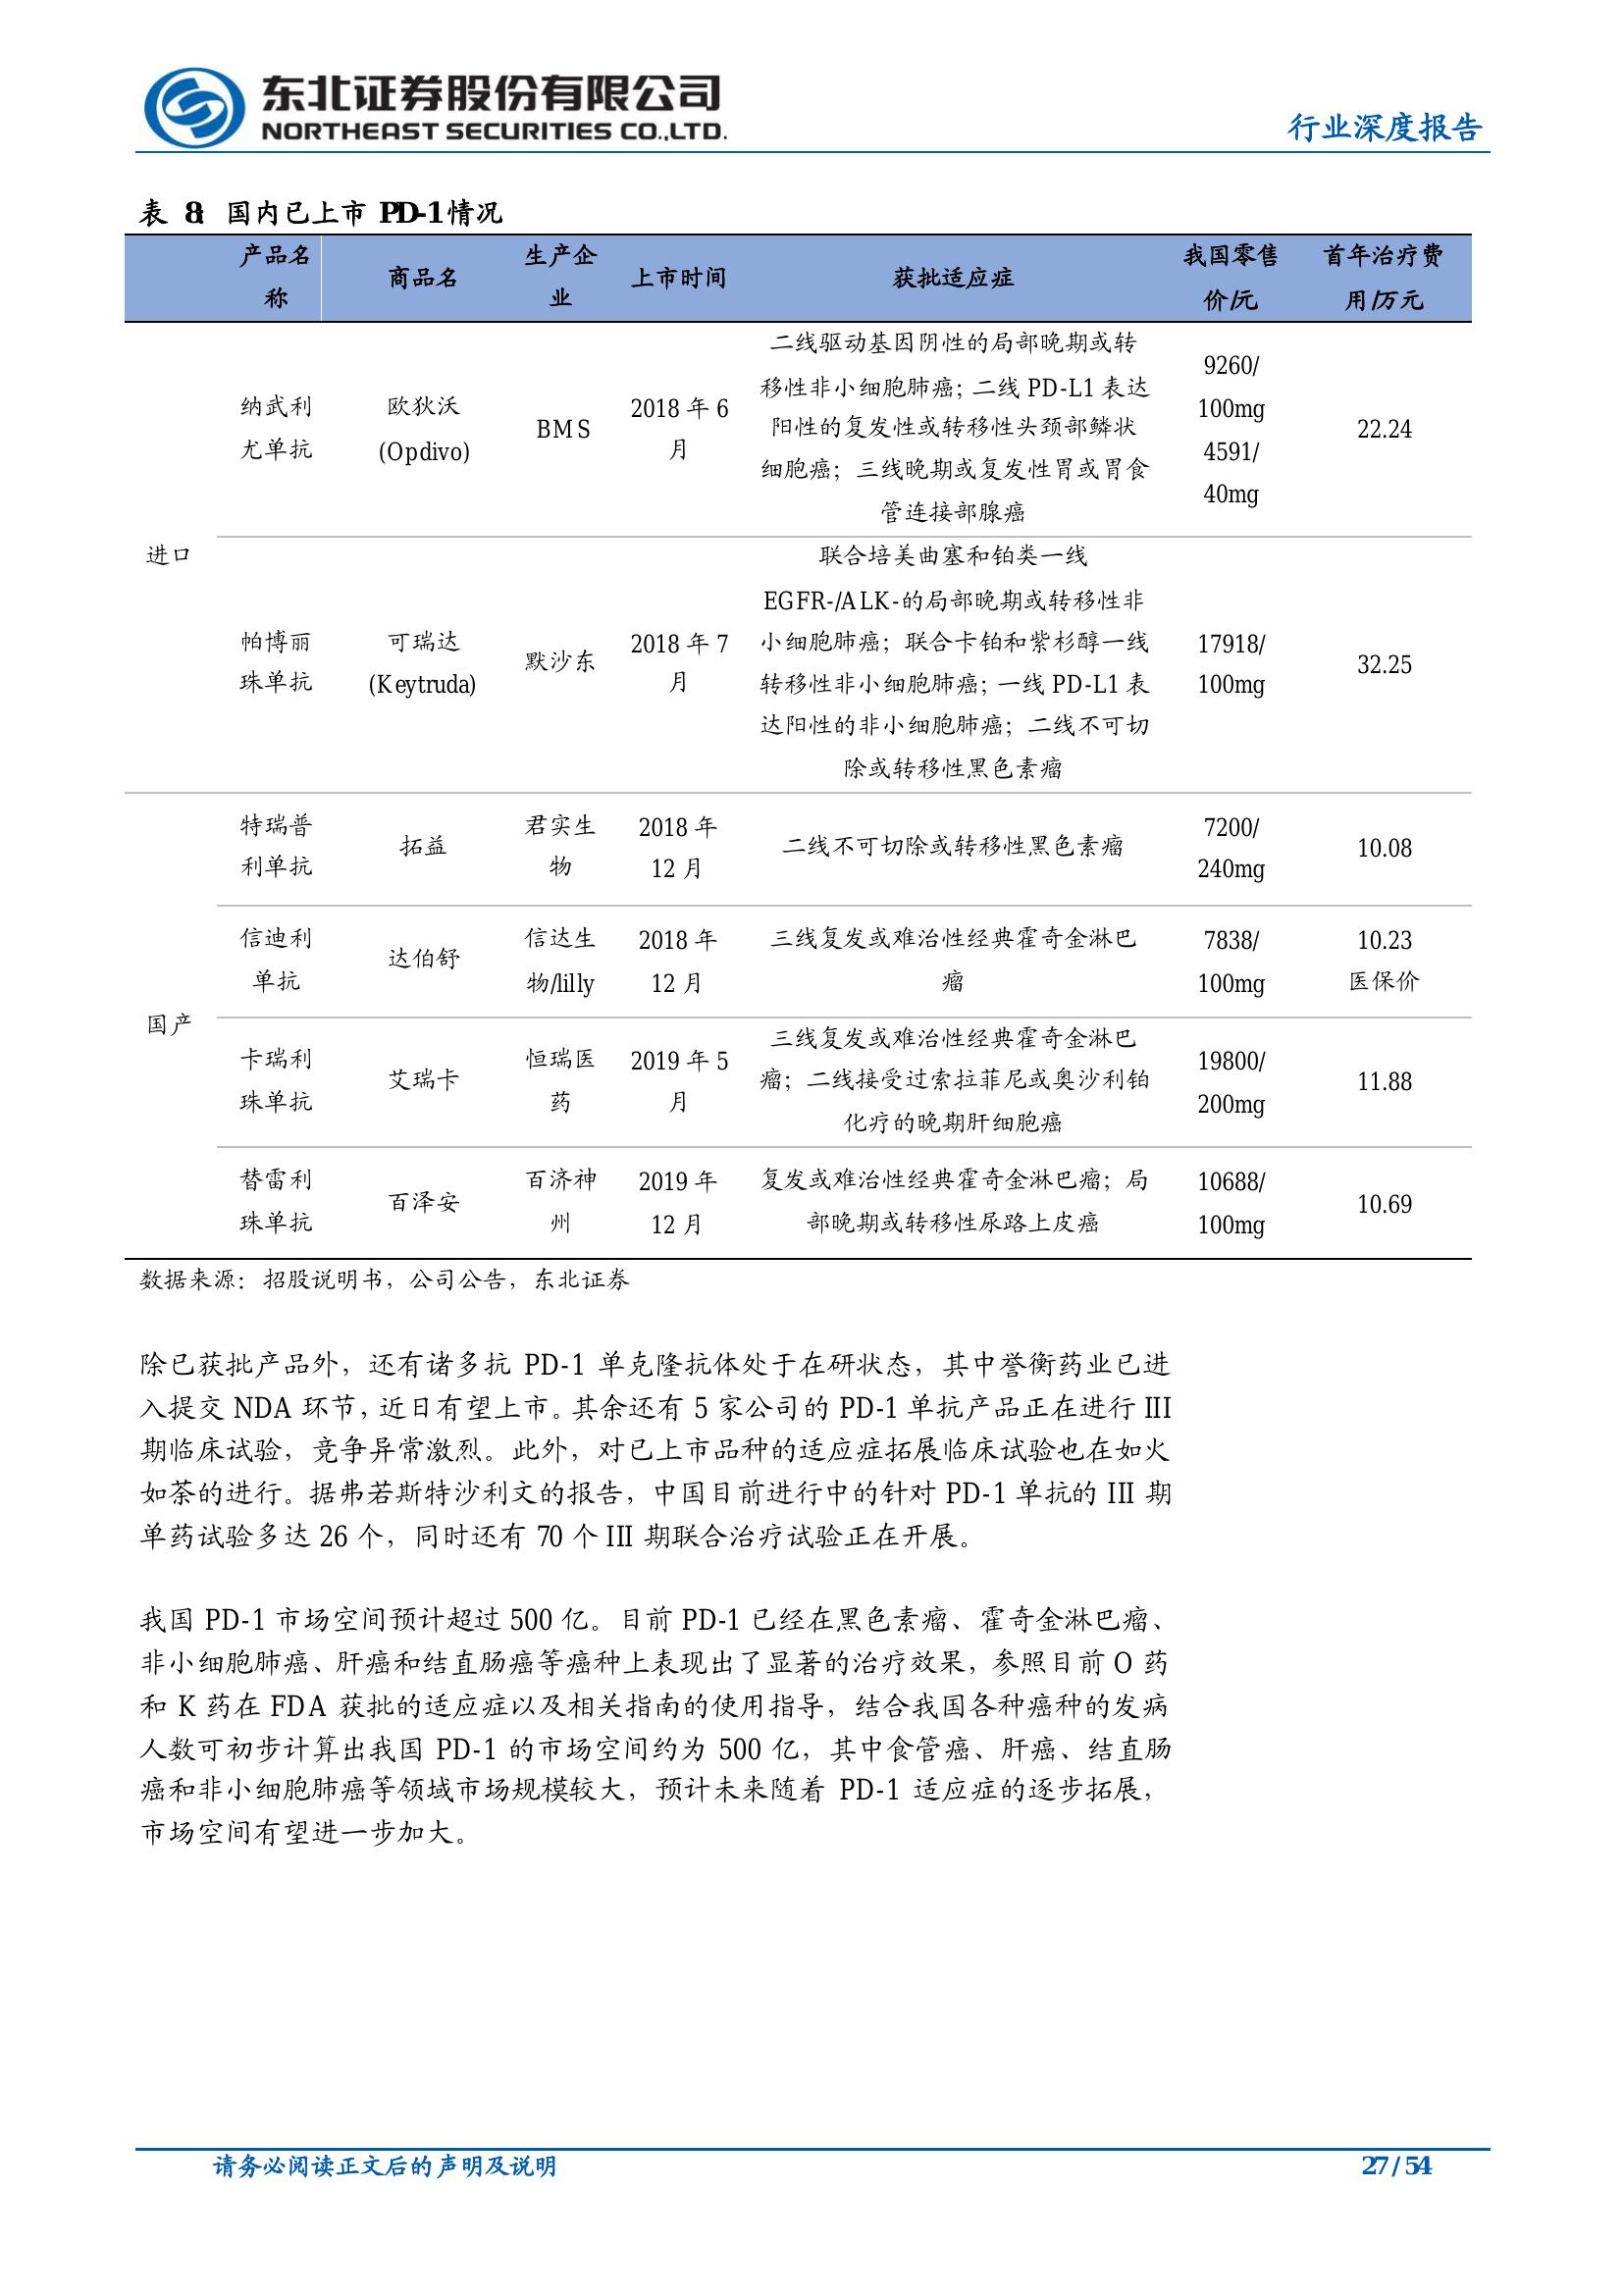 东北证券股份有限公司
NORTHEAST SECURITIES CO.,LTD.
行业深度报告
表 8: 国内已上市 PD-1 情况
产品名
称
商品名
生产企
业
上市时间
获批适应症
我国零售
价/元
首年治疗费
用/万元
进口
纳武利
尤单抗
欧狄沃
(Opdivo)
BMS
2018 年 6
月
二线驱动基因阴性的局部晚期或转
移性非小细胞肺癌；二线 PD-L1 表达
阳性的复发性或转移性头颈部鳞状
细胞癌；三线晚期或复发性胃或胃食
管连接部腺癌
9260/
100mg
4591/
40mg
22.24
帕博丽
珠单抗
可瑞达
(Keytruda)
默沙东
2018 年 7
月
联合培美曲塞和铂类一线
EGFR-/ALK-的局部晚期或转移性非
小细胞肺癌；联合卡铂和紫杉醇一线
转移性非小细胞肺癌；一线 PD-L1 表
达阳性的非小细胞肺癌；二线不可切
除或转移性黑色素瘤
17918/
100mg
32.25
国产
特瑞普
利单抗
拓益
君实生
物
2018 年
12 月
二线不可切除或转移性黑色素瘤
7200/
240mg
10.08
信迪利
单抗
达伯舒
信达生
物/lilly
2018 年
12 月
三线复发或难治性经典霍奇金淋巴
瘤
7838/
100mg
10.23
医保价
卡瑞利
珠单抗
艾瑞卡
恒瑞医
药
2019 年 5
月
三线复发或难治性经典霍奇金淋巴
瘤；二线接受过索拉菲尼或奥沙利铂
化疗的晚期肝细胞癌
19800/
200mg
11.88
替雷利
珠单抗
百泽安
百济神
州
2019 年
12 月
复发或难治性经典霍奇金淋巴瘤；局
部晚期或转移性尿路上皮癌
10688/
100mg
10.69
数据来源：招股说明书，公司公告，东北证券
除已获批产品外，还有诸多抗 PD-1 单克隆抗体处于在研状态，其中誉衡药业已进
入提交 NDA 环节，近日有望上市。其余还有 5 家公司的 PD-1 单抗产品正在进行 III
期临床试验，竞争异常激烈。此外，对已上市品种的适应症拓展临床试验也在如火
如荼的进行。据弗若斯特沙利文的报告，中国目前进行中的针对 PD-1 单抗的 III 期
单药试验多达 26 个，同时还有 70 个 III 期联合治疗试验正在开展。
我国 PD-1 市场空间预计超过 500 亿。目前 PD-1 已经在黑色素瘤、霍奇金淋巴瘤、
非小细胞肺癌、肝癌和结直肠癌等癌种上表现出了显著的治疗效果，参照目前 O 药
和 K 药在 FDA 获批的适应症以及相关指南的使用指导，结合我国各种癌种的发病
人数可初步计算出我国 PD-1 的市场空间约为 500 亿，其中食管癌、肝癌、结直肠
癌和非小细胞肺癌等领域市场规模较大，预计未来随着 PD-1 适应症的逐步拓展，
市场空间有望进一步加大。
请务必阅读正文后的声明及说明
27 / 54